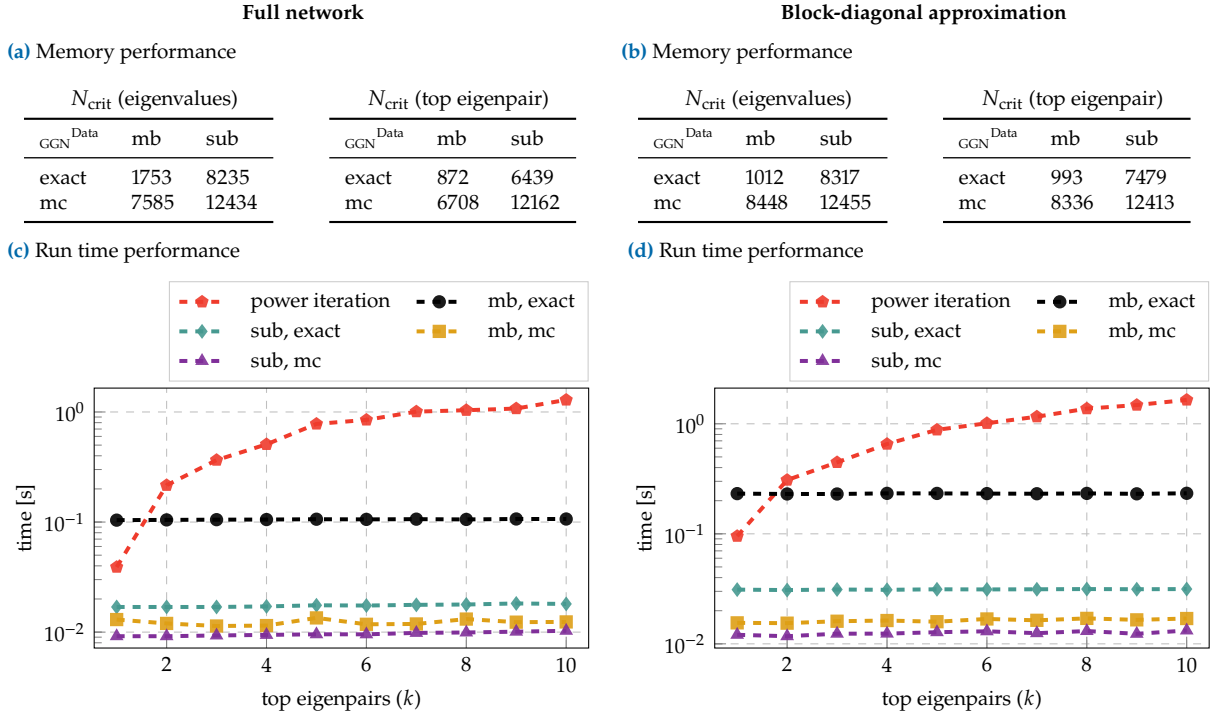 Full network
Block-diagonal approximation
(a) Memory performance
(b) Memory performance
N_crit (eigenvalues)
GGN^Data mb sub
exact 1753 8235
mc 7585 12434
N_crit (top eigenpair)
GGN^Data mb sub
exact 872 6439
mc 6708 12162
N_crit (eigenvalues)
GGN^Data mb sub
exact 1012 8317
mc 8448 12455
N_crit (top eigenpair)
GGN^Data mb sub
exact 993 7479
mc 8336 12413
(c) Run time performance
power iteration mb, exact
sub, exact mb, mc
sub, mc
10^0
10^−1
10^−2
time [s]
2 4 6 8 10
top eigenpairs (k)
(d) Run time performance
power iteration mb, exact
sub, exact mb, mc
sub, mc
10^0
10^−1
10^−2
time [s]
2 4 6 8 10
top eigenpairs (k)